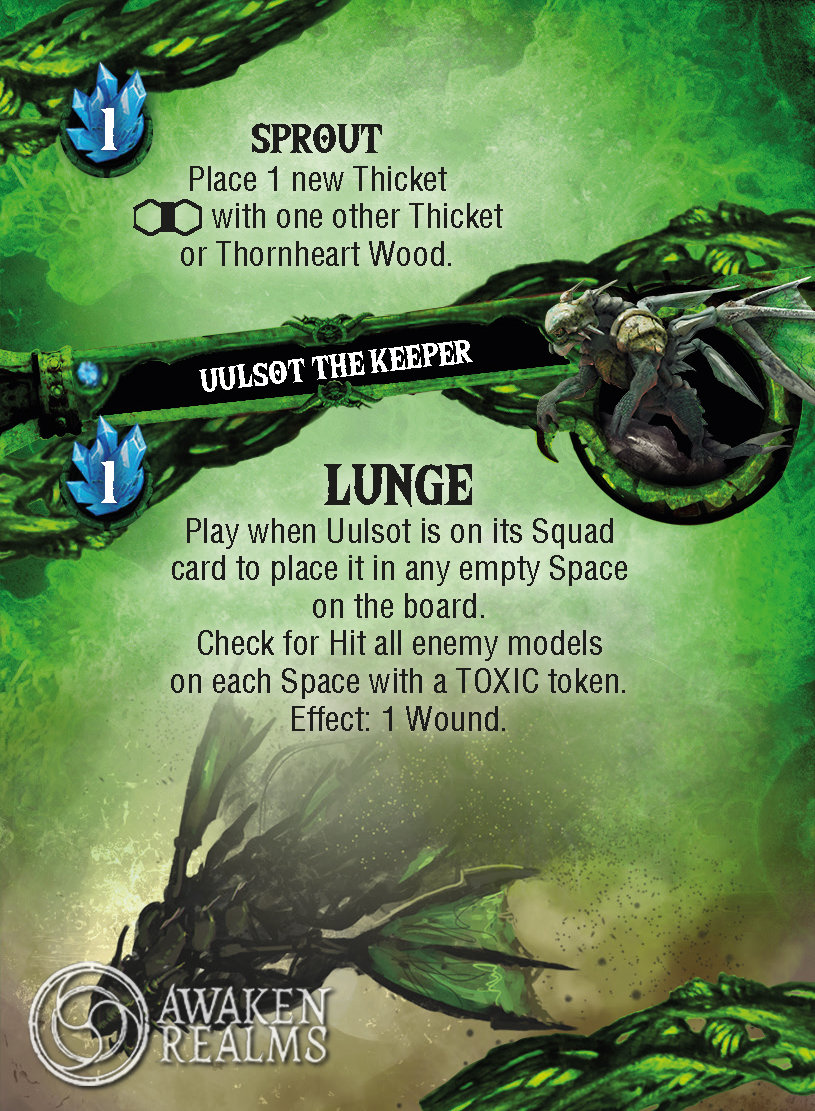 1
SPROUT
Place 1 new Thicket
with one other Thicket
or Thornheart Wood.
UULSOT THE KEEPER
1
LUNGE
Play when Uulsot is on its Squad
card to place it in any empty Space
on the board.
Check for Hit all enemy models
on each Space with a TOXIC token.
Effect: 1 Wound.
AWAKEN
REALMS